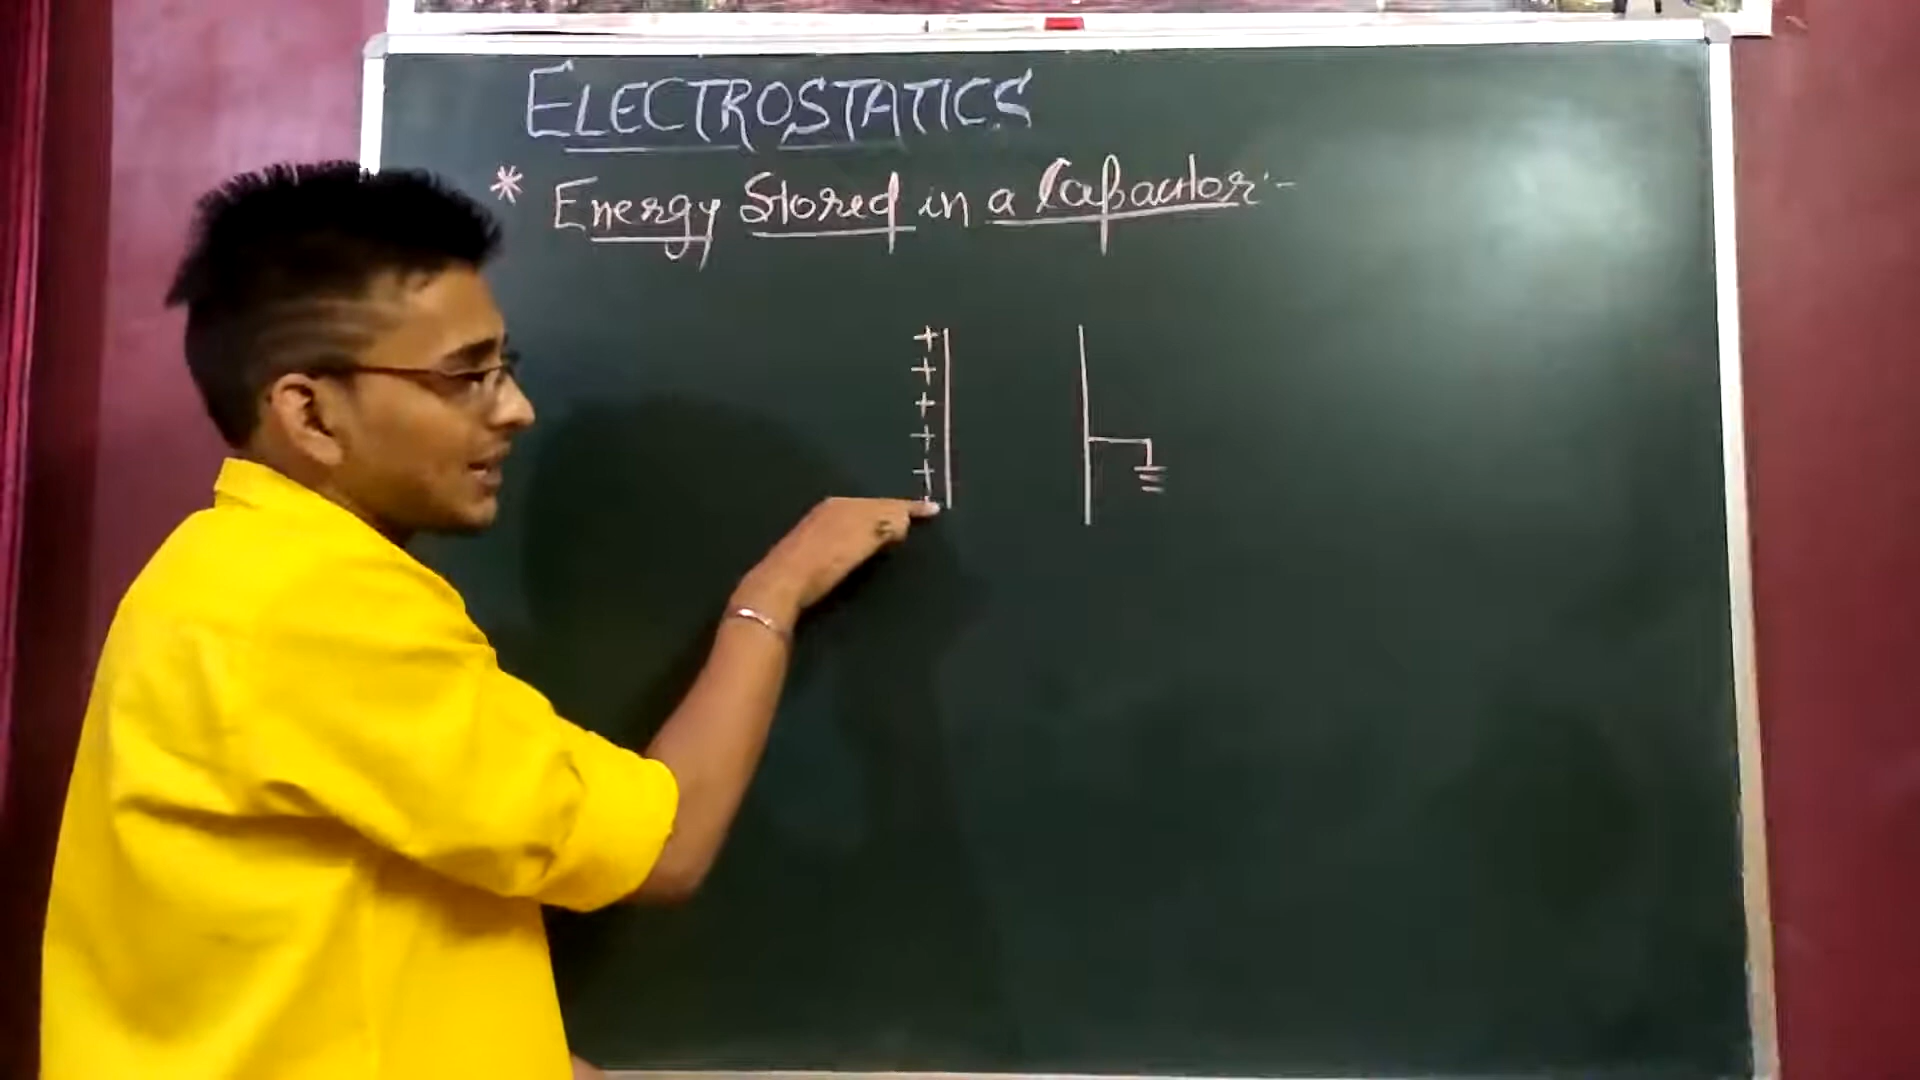 ELECTROSTATICS
* Energy Stored in a Capacitor:-
+
+
+
+
+